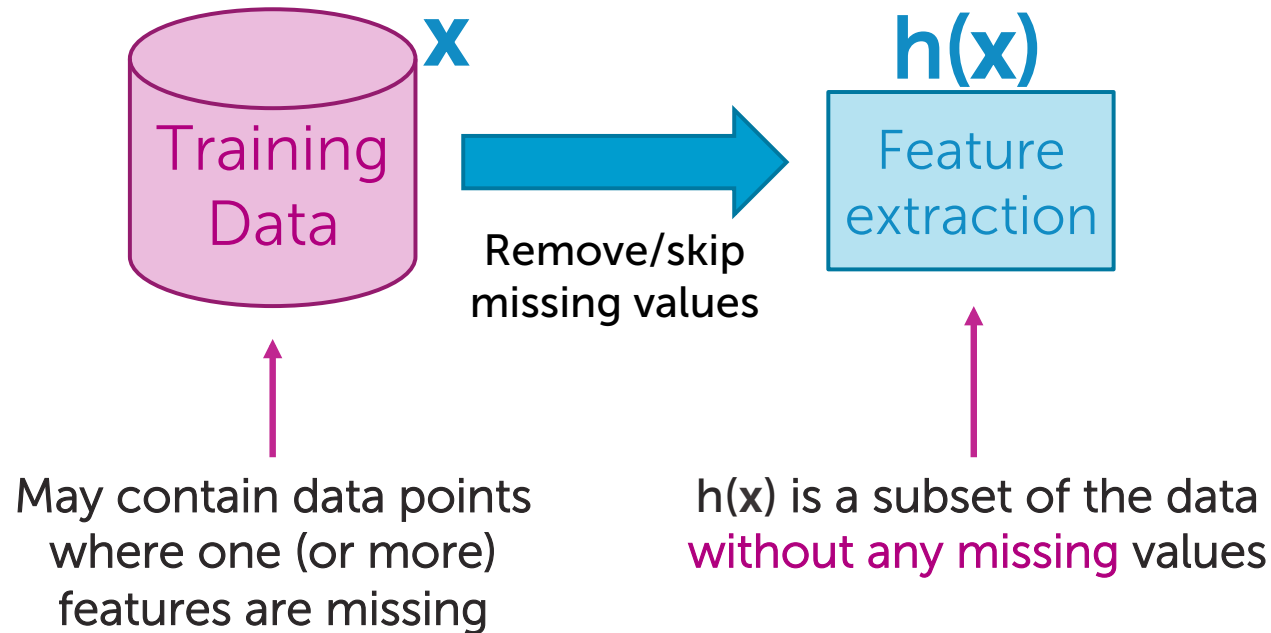 x
h(x)
Training
Data
Feature
extraction
Remove/skip
missing values
May contain data points
where one (or more)
features are missing
h(x) is a subset of the data
without any missing values